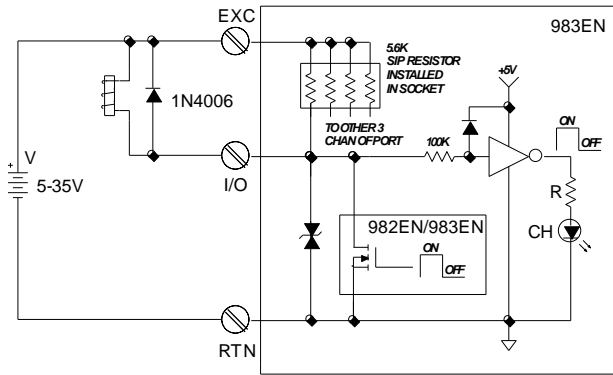 EXC
983EN
5.6K
SIP RESISTOR
INSTALLED
IN SOCKET
+5V
1N4006
TO OTHER 3
CHAN OF PORT
100K
ON
OFF
+ V
5-35V
I/O
R
982EN/983EN
CH
ON
OFF
RTN